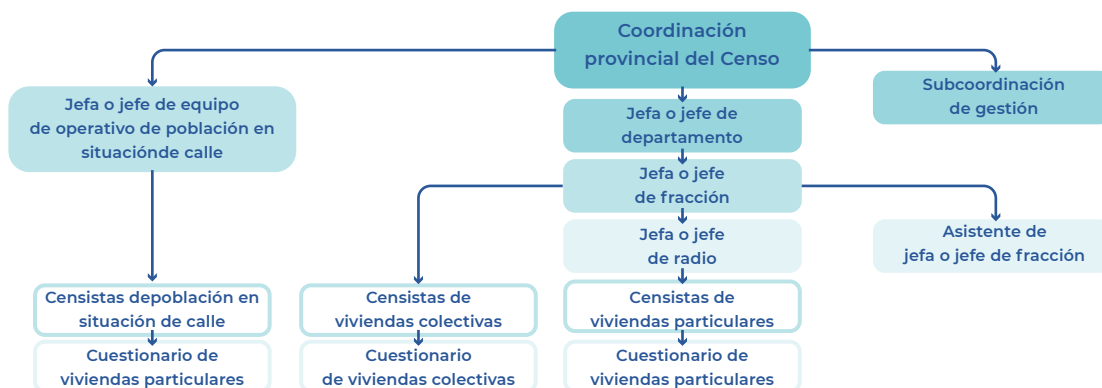 Coordinación
provincial del Censo
Subcoordinación
de gestión
Jefa o jefe de equipo
de operativo de población en
situaciónde calle
Jefa o jefe de
departamento
Jefa o jefe
de fracción
Jefa o jefe
de radio
Asistente de
jefa o jefe de fracción
Censistas depoblación en
situación de calle
Censistas de
viviendas colectivas
Censistas de
viviendas particulares
Cuestionario de
viviendas particulares
Cuestionario
de viviendas colectivas
Cuestionario de
viviendas particulares